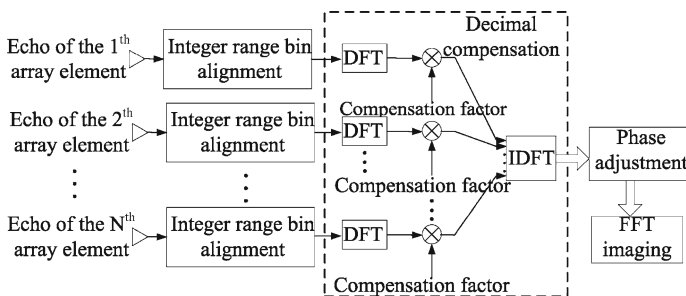 Echo of the 1th
array element
Integer range bin
alignment
DFT
Decimal
compensation
Compensation factor
Echo of the 2th
array element
Integer range bin
alignment
DFT
Compensation factor
IDFT
Phase
adjustment
Echo of the Nth
array element
Integer range bin
alignment
DFT
Compensation factor
FFT
imaging